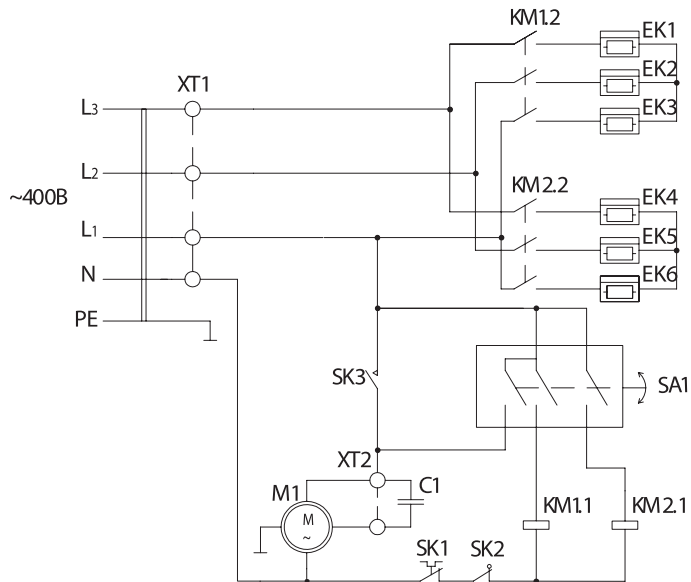 KM1.2
EK1
EK2
EK3
XT1
L3
L2
~400В
L1
N
PE
KM2.2
EK4
EK5
EK6
SK3
SA1
XT2
C1
M1
M
~
KM1.1
KM2.1
SK1
SK2